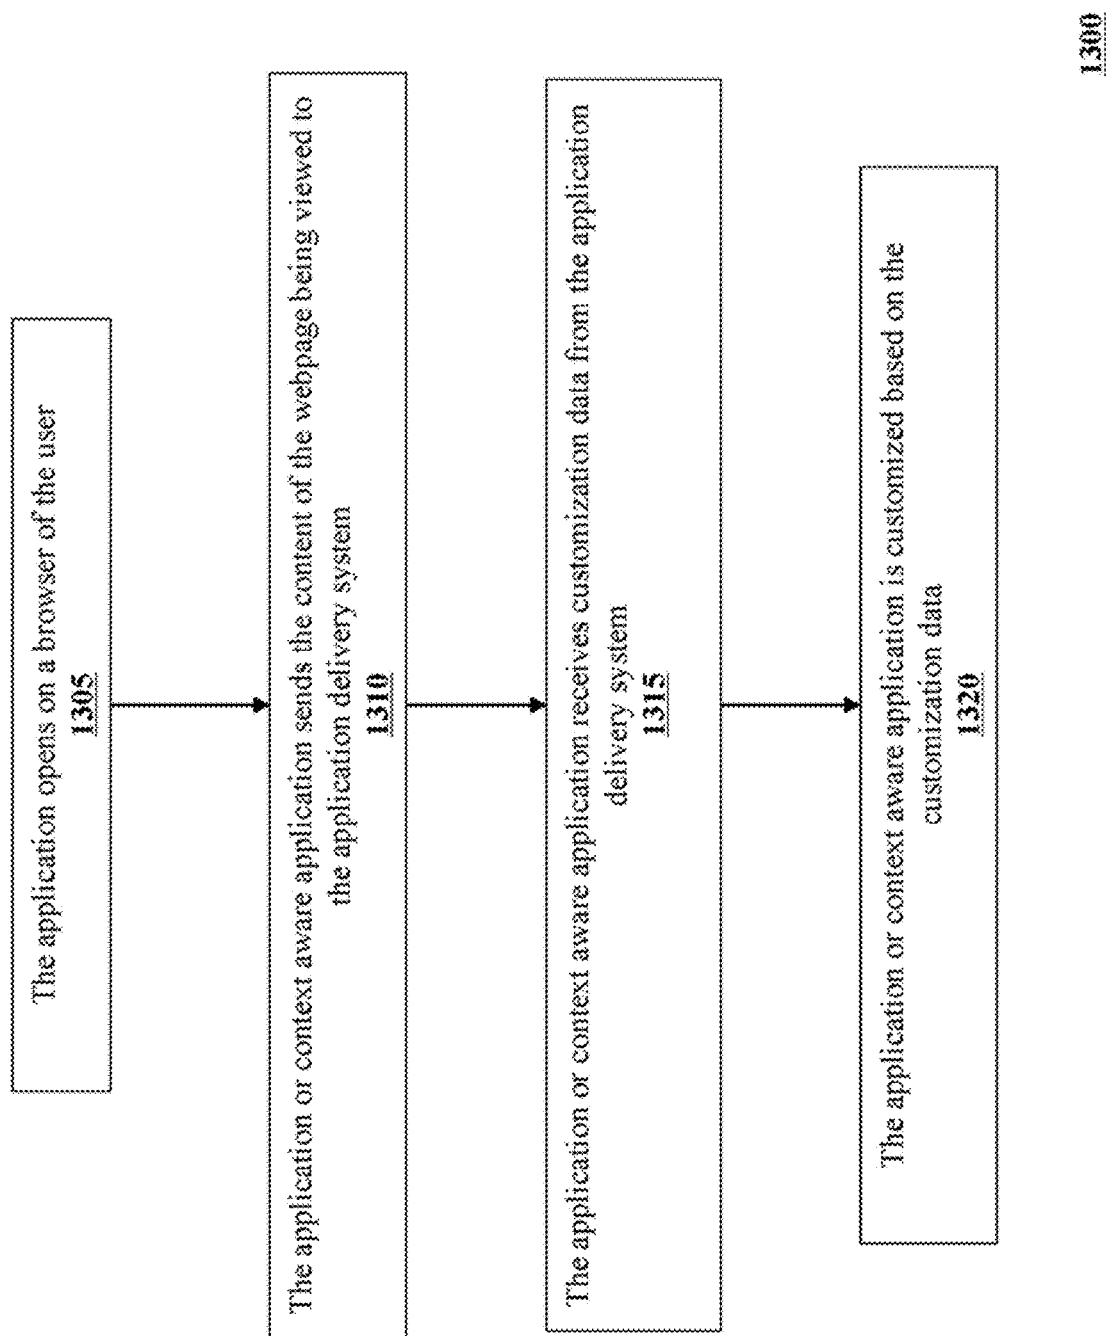 The application opens on a browser of the user
1305
The application or context aware application sends the content of the webpage being viewed to
the application delivery system
1310
The application or context aware application receives customization data from the application
delivery system
1315
The application or context aware application is customized based on the
customization data
1320
1300